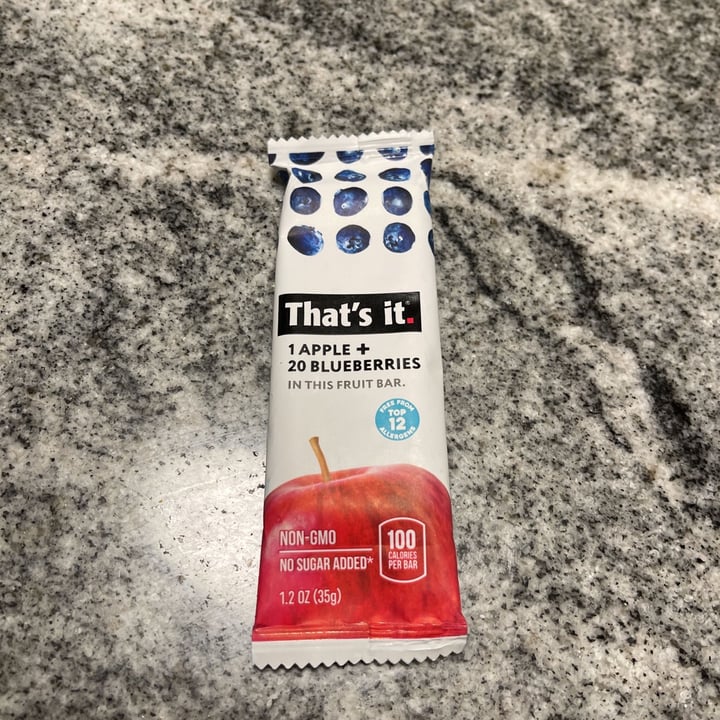 That's it.®
1 APPLE +
20 BLUEBERRIES
IN THIS FRUIT BAR.
FREE FROM
TOP
12
ALLERGENS
NON-GMO
NO SUGAR ADDED*
100
CALORIES
PER BAR
1.2 OZ (35g)